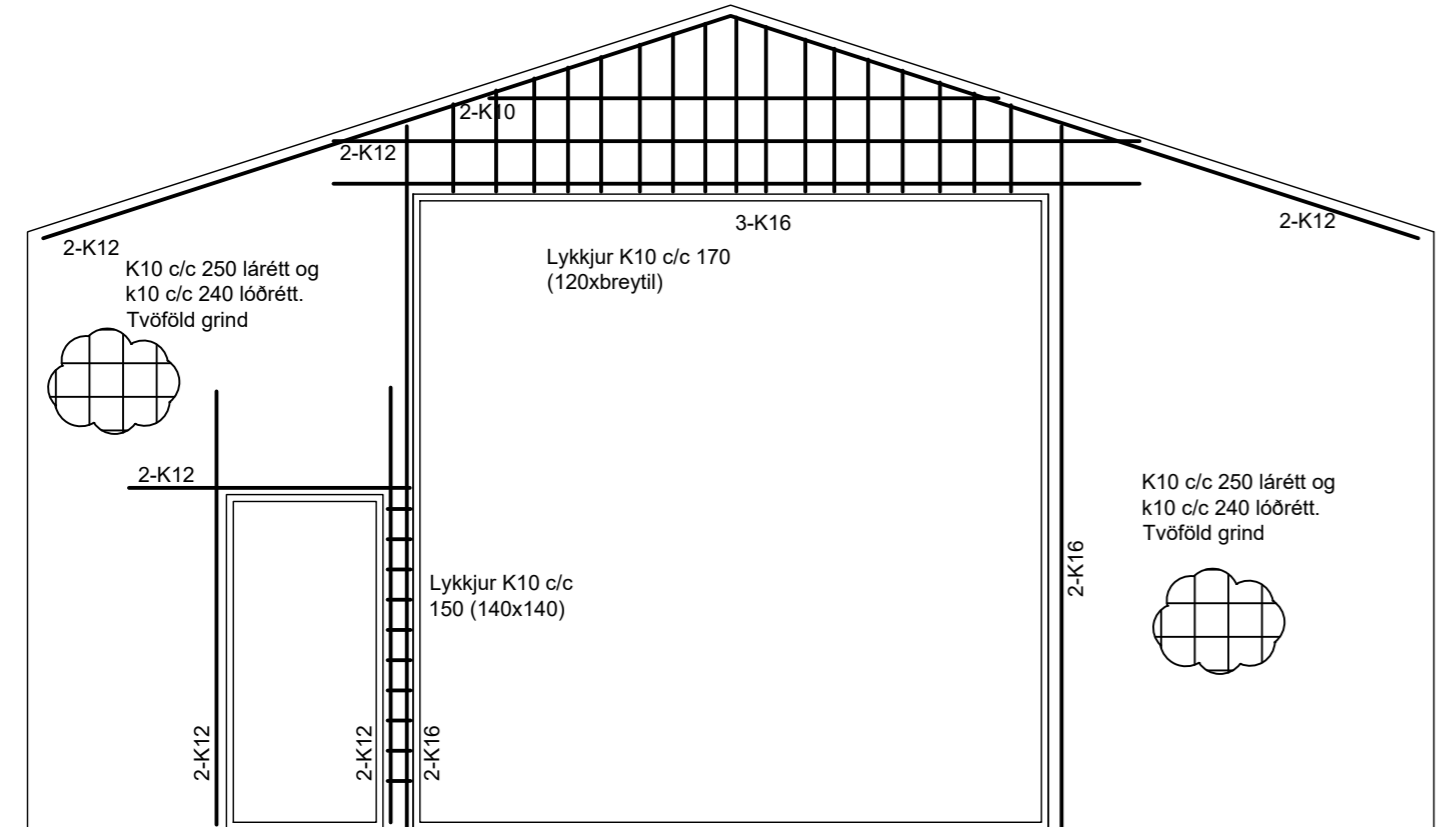 2-K10
2-K12
3-K16
2-K12
2-K12
K10 c/c 250 lárétt og
k10 c/c 240 lóðrétt.
Tvöföld grind
Lykkjur K10 c/c 170
(120xbreytil)
2-K12
K10 c/c 250 lárétt og
k10 c/c 240 lóðrétt.
Tvöföld grind
Lykkjur K10 c/c
150 (140x140)
2-K16
2-K12
2-K12
2-K16